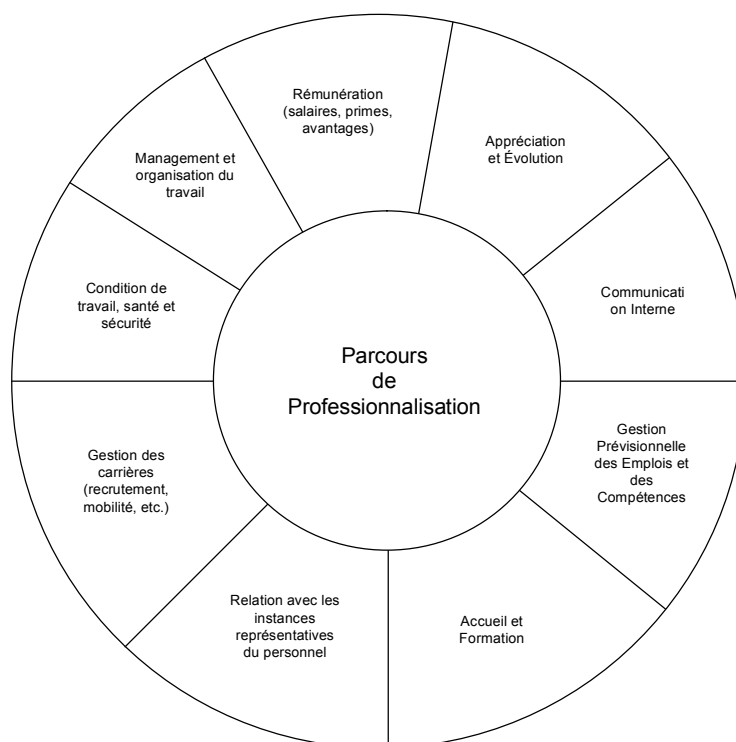 Rémunération
(salaires, primes,
avantages)
Appréciation
et Évolution
Management et
organisation du
travail
Condition de
travail, santé et
sécurité
Communicati
on Interne
Parcours
de
Professionnalisation
Gestion
Prévisionnelle
des Emplois et
des
Compétences
Gestion des
carrières
(recrutement,
mobilité, etc.)
Relation avec les
instances
représentatives
du personnel
Accueil et
Formation